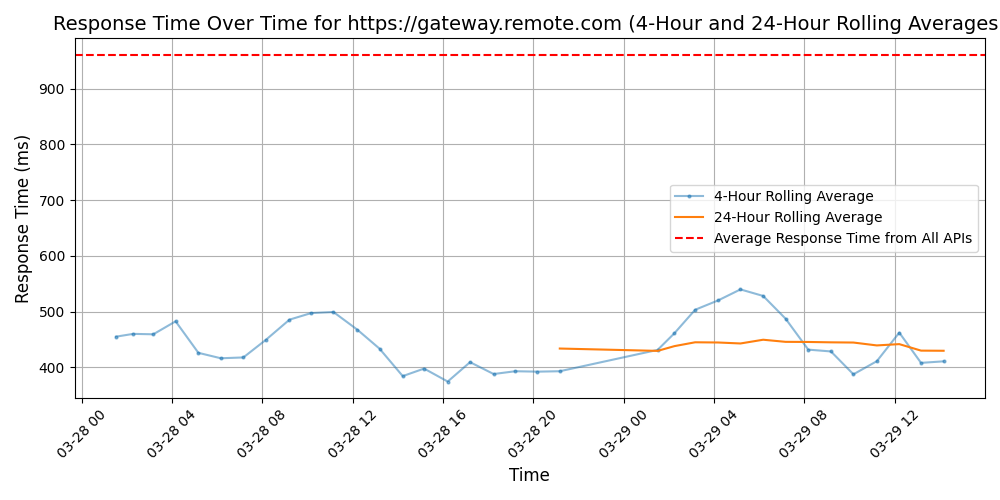 Response Time Over Time for https://gateway.remote.com (4-Hour and 24-Hour Rolling Averages
Response Time (ms)
900
800
700
600
500
400
4-Hour Rolling Average
24-Hour Rolling Average
Average Response Time from All APIs
03-28 00
03-28 04
03-28 08
03-28 12
03-28 16
03-28 20
03-29 00
03-29 04
03-29 08
03-29 12
Time